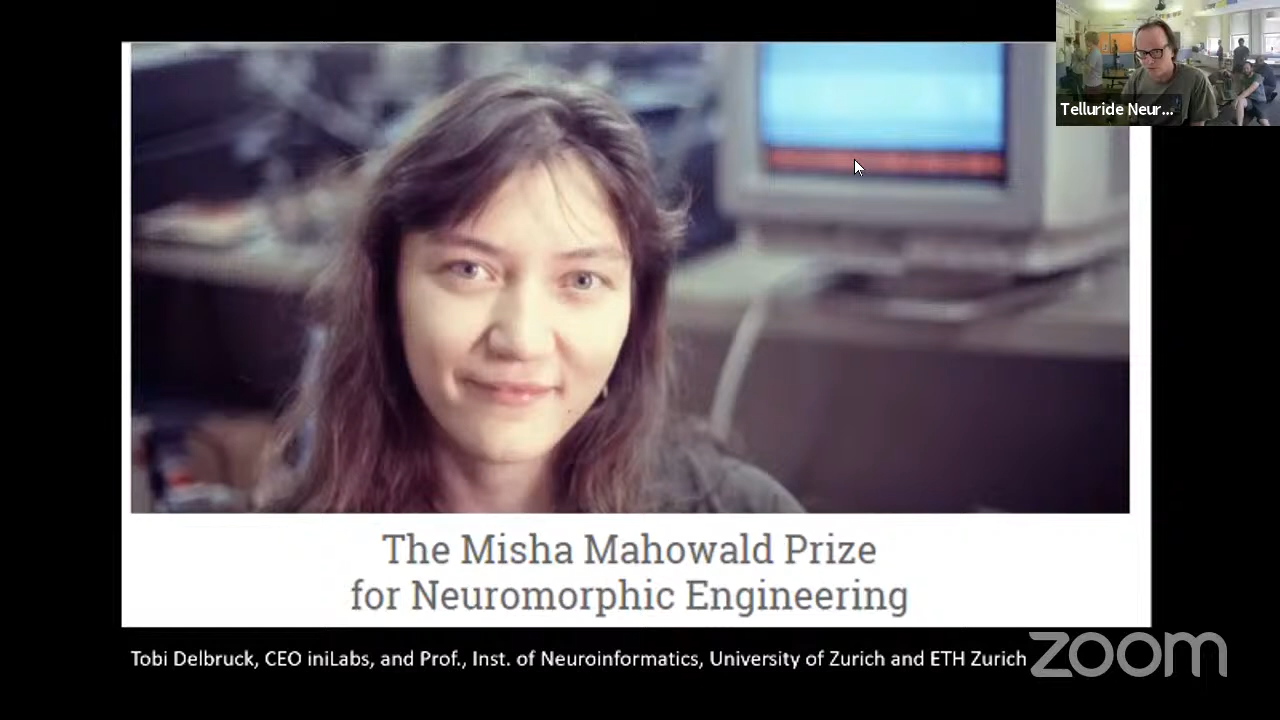 Telluride Neur...
The Misha Mahowald Prize
for Neuromorphic Engineering
Tobi Delbruck, CEO iniLabs, and Prof., Inst. of Neuroinformatics, University of Zurich and ETH Zurich
zoom